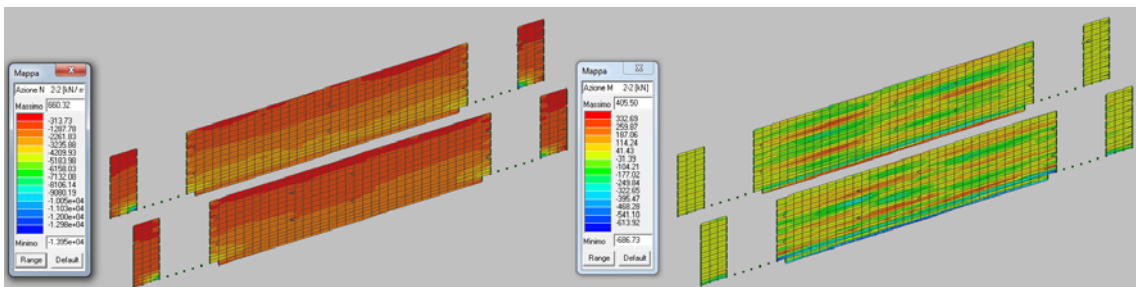 Mappa
Azione N 2-2 [kN/ m
Massimo 660.32
-313.73
-1287.78
-2261.83
-3235.88
-4209.93
-5183.98
-6158.03
-7132.08
-8106.14
-9080.19
-1.005e+04
-1.103e+04
-1.200e+04
-1.298e+04
Minimo -1.395e+04
Range Default
Mappa
Azione M 2-2 [kN]
Massimo 405.50
332.69
259.87
187.06
114.24
41.43
-31.39
-104.21
-177.02
-249.84
-322.65
-395.47
-468.28
-541.10
-613.92
Minimo -686.73
Range Default